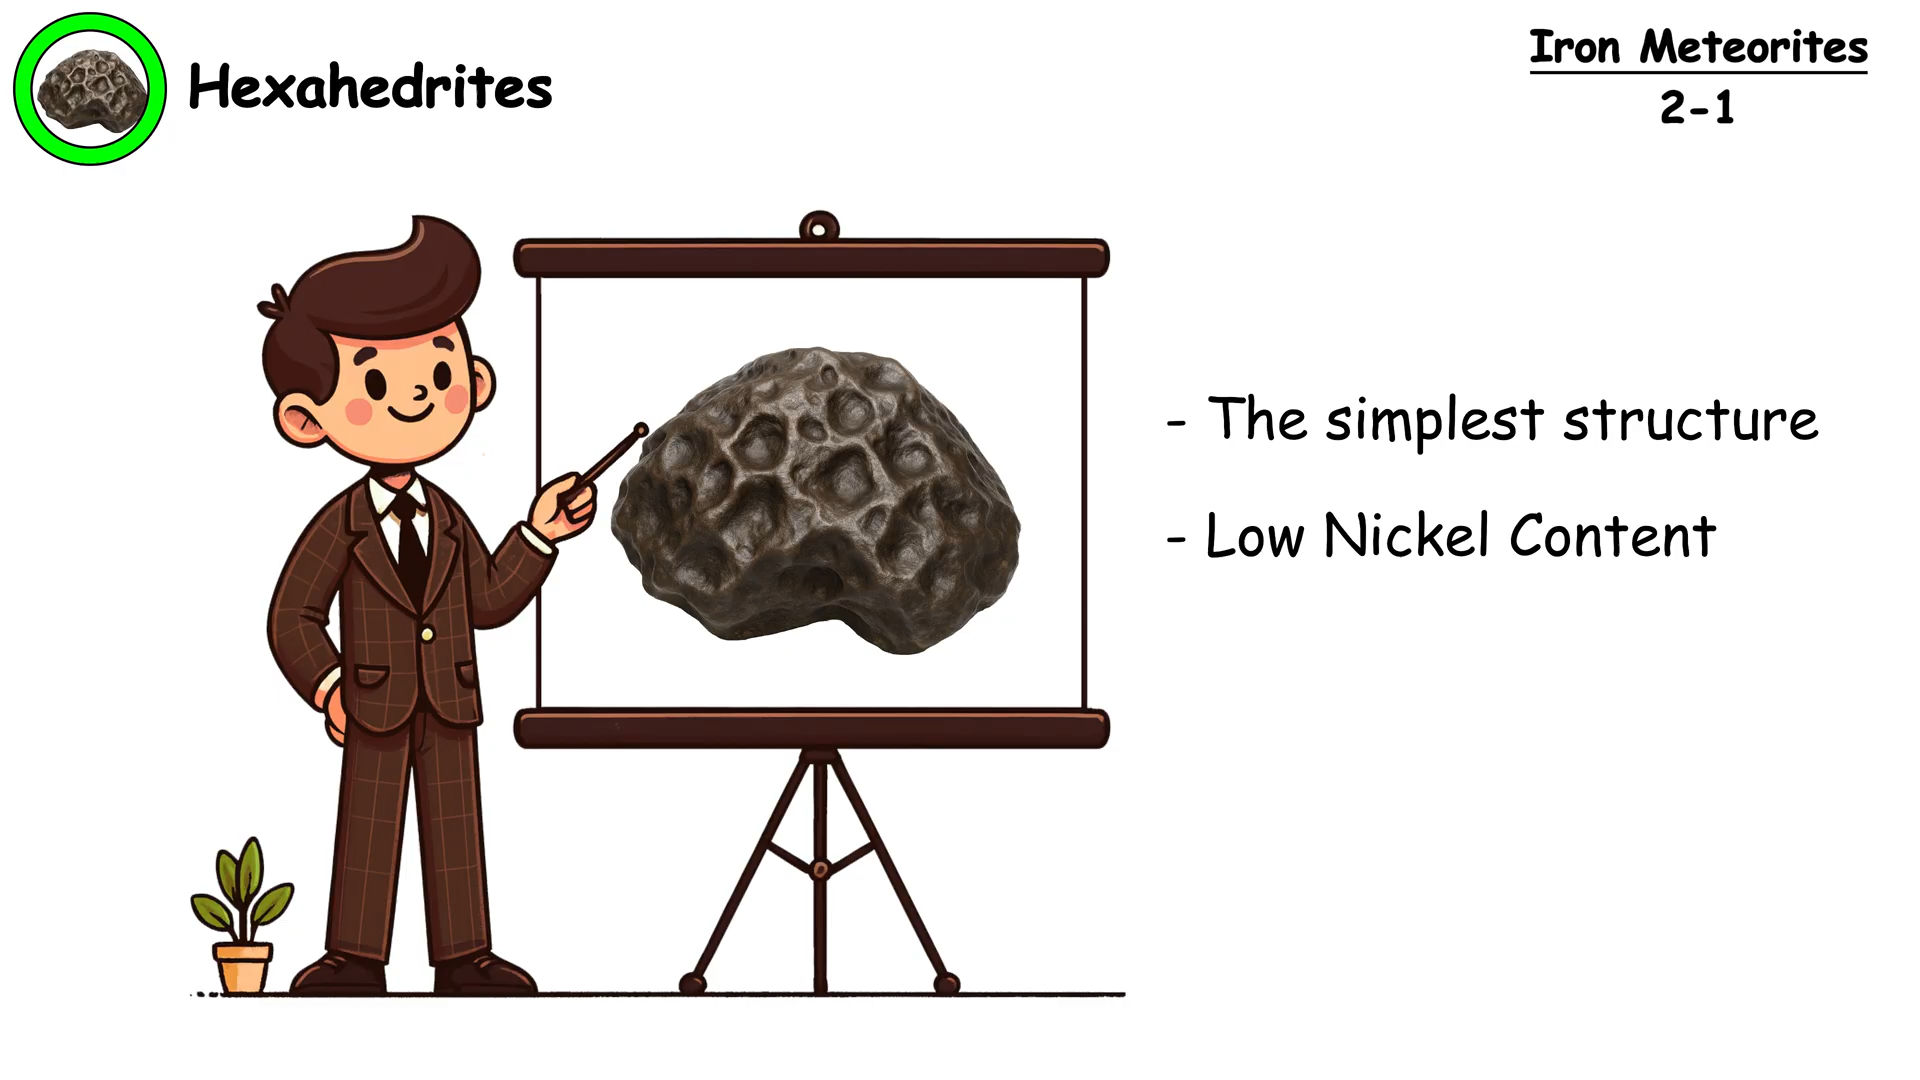 Hexahedrites
Iron Meteorites
2-1
- The simplest structure
- Low Nickel Content